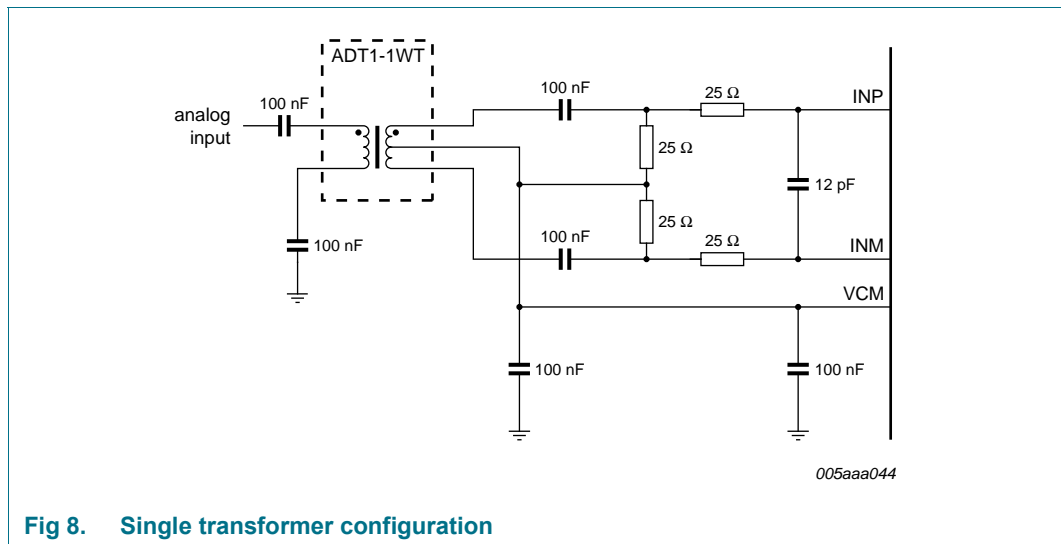 ADT1-1WT
100 nF
25 Ω
INP
100 nF
analog
input
25 Ω
12 pF
25 Ω
100 nF
25 Ω
INM
100 nF
VCM
100 nF
100 nF
005aaa044
Fig 8. Single transformer configuration